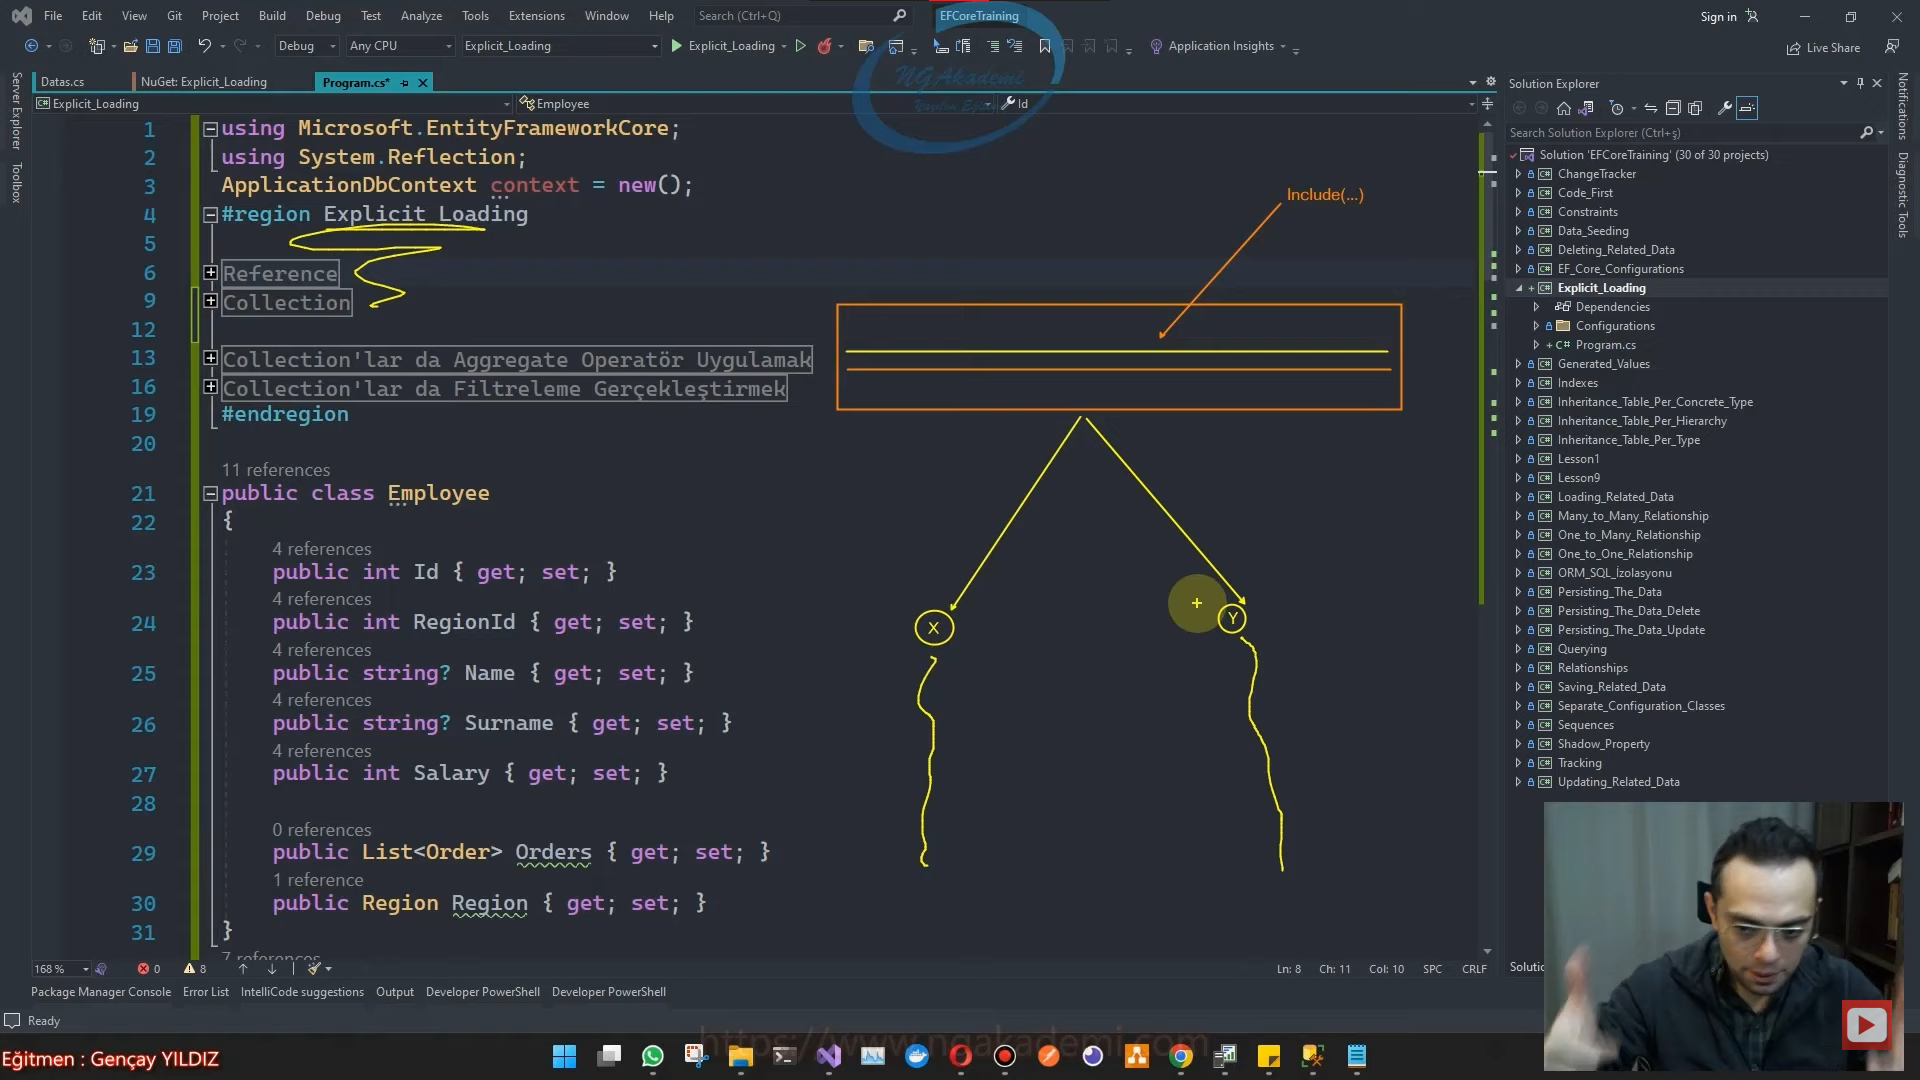 File Edit View Git Project Build Debug Test Analyze Tools Extensions Window Help Search (Ctrl+Q) EFCoreTraining Sign in
Debug Any CPU Explicit_Loading Explicit_Loading Application Insights Live Share
Datas.cs NuGet: Explicit_Loading Program.cs*
Explicit_Loading Employee Id
NGAkademi
Server Explorer
Toolbox
Notifications
Diagnostic Tools
1 using Microsoft.EntityFrameworkCore;
2 using System.Reflection;
3 ApplicationDbContext context = new();
4 #region Explicit Loading
5
6 Reference
9 Collection
12
13 Collection'lar da Aggregate Operatör Uygulamak
16 Collection'lar da Filtreleme Gerçekleştirmek
19 #endregion
20
11 references
21 public class Employee
22 {
4 references
23 public int Id { get; set; }
4 references
24 public int RegionId { get; set; }
4 references
25 public string? Name { get; set; }
4 references
26 public string? Surname { get; set; }
4 references
27 public int Salary { get; set; }
28
0 references
29 public List<Order> Orders { get; set; }
1 reference
30 public Region Region { get; set; }
31 }
7 references
Include(...)
X
Y
Solution Explorer
Search Solution Explorer (Ctrl+ş)
Solution 'EFCoreTraining' (30 of 30 projects)
ChangeTracker
Code_First
Constraints
Data_Seeding
Deleting_Related_Data
EF_Core_Configurations
Explicit_Loading
Dependencies
Configurations
Program.cs
Generated_Values
Indexes
Inheritance_Table_Per_Concrete_Type
Inheritance_Table_Per_Hierarchy
Inheritance_Table_Per_Type
Lesson1
Lesson9
Loading_Related_Data
Many_to_Many_Relationship
One_to_Many_Relationship
One_to_One_Relationship
ORM_SQL_İzolasyonu
Persisting_The_Data
Persisting_The_Data_Delete
Persisting_The_Data_Update
Querying
Relationships
Saving_Related_Data
Separate_Configuration_Classes
Sequences
Shadow_Property
Tracking
Updating_Related_Data
168 % 0 8 Ln: 8 Ch: 11 Col: 10 SPC CRLF Solutio
Package Manager Console Error List IntelliCode suggestions Output Developer PowerShell Developer PowerShell
Ready
https://www.ngakademi.com
Eğitmen : Gençay YILDIZ